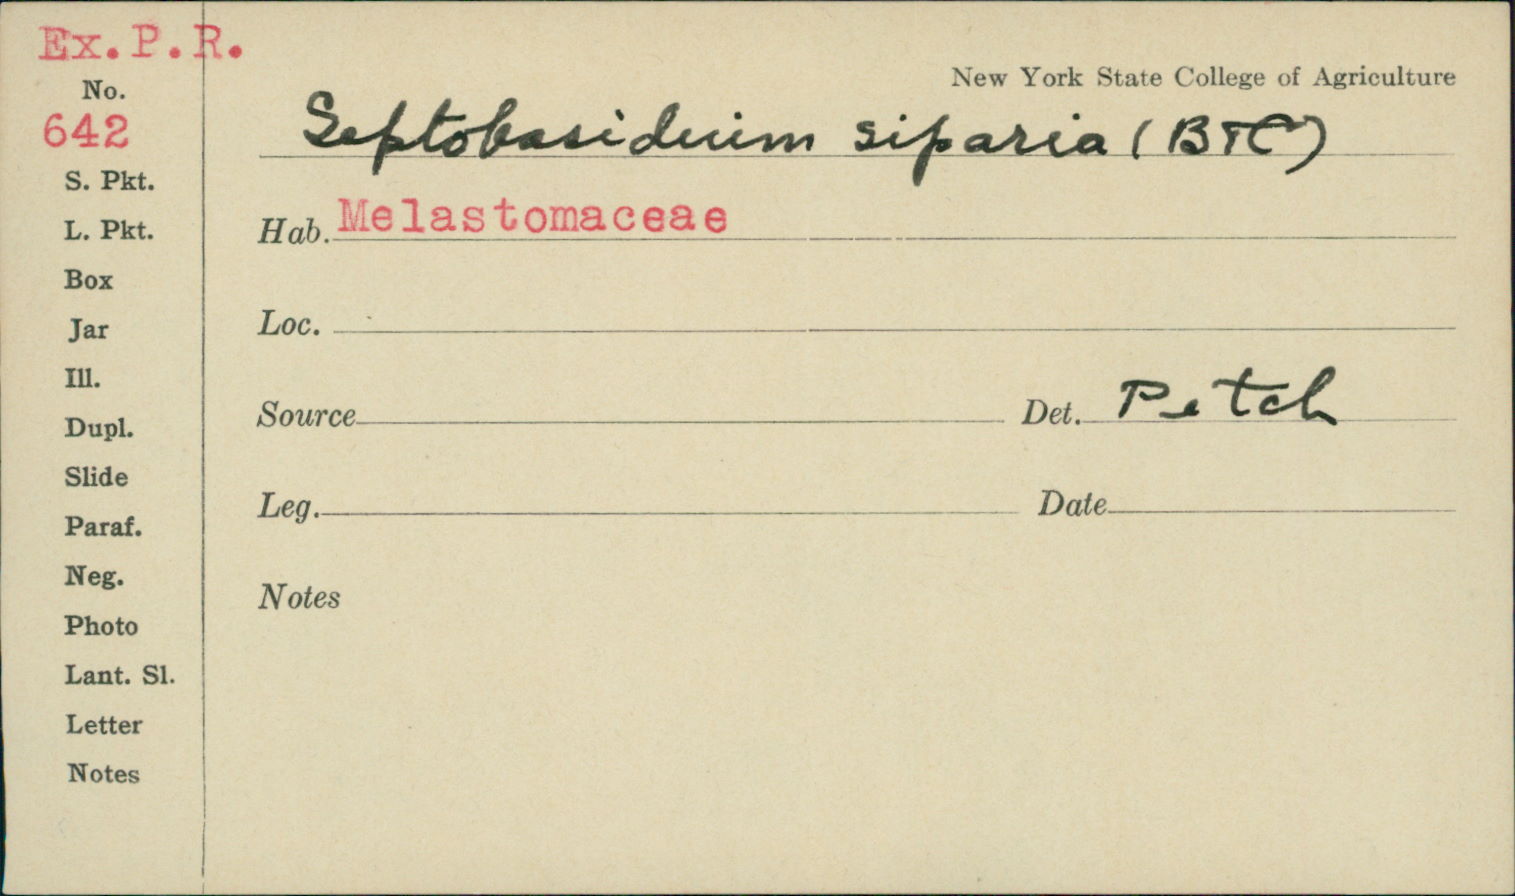 Ex.P.R.
New York State College of Agriculture
No.
642
Septobasidium siparia (B&C)
S. Pkt.
L. Pkt.
Box
Jar
Ill.
Dupl.
Slide
Paraf.
Neg.
Photo
Lant. Sl.
Letter
Notes
Hab. Melastomaceae
Loc.
Source Det. Petch
Leg. Date
Notes